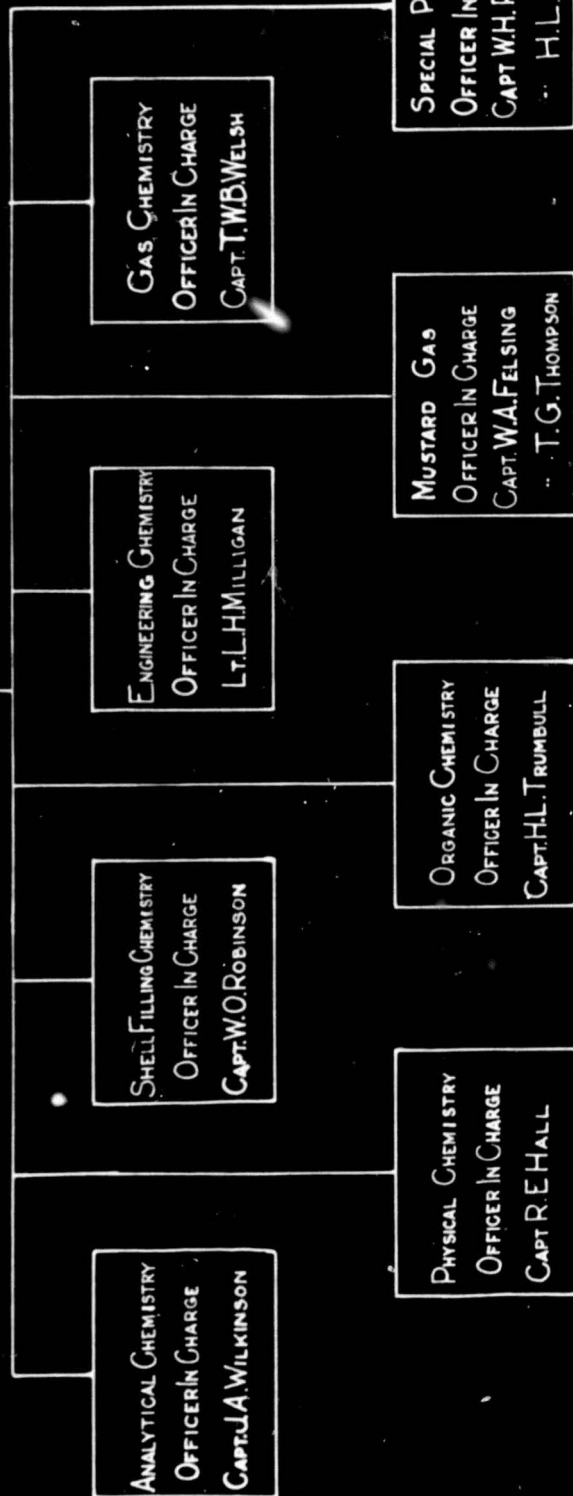 ANALYTICAL CHEMISTRY
OFFICER IN CHARGE
CAPT. J.A. WILKINSON
SHELL FILLING CHEMISTRY
OFFICER IN CHARGE
CAPT. W.O. ROBINSON
ENGINEERING CHEMISTRY
OFFICER IN CHARGE
LT. L.H. MILLIGAN
GAS CHEMISTRY
OFFICER IN CHARGE
CAPT. T.W.B. WELSH
PHYSICAL CHEMISTRY
OFFICER IN CHARGE
CAPT R.E HALL
ORGANIC CHEMISTRY
OFFICER IN CHARGE
CAPT. H.L. TRUMBULL
MUSTARD GAS
OFFICER IN CHARGE
CAPT. W.A. FELSING
" T.G. THOMPSON
SPECIAL
OFFICER IN
CAPT W.H.
" H.L.